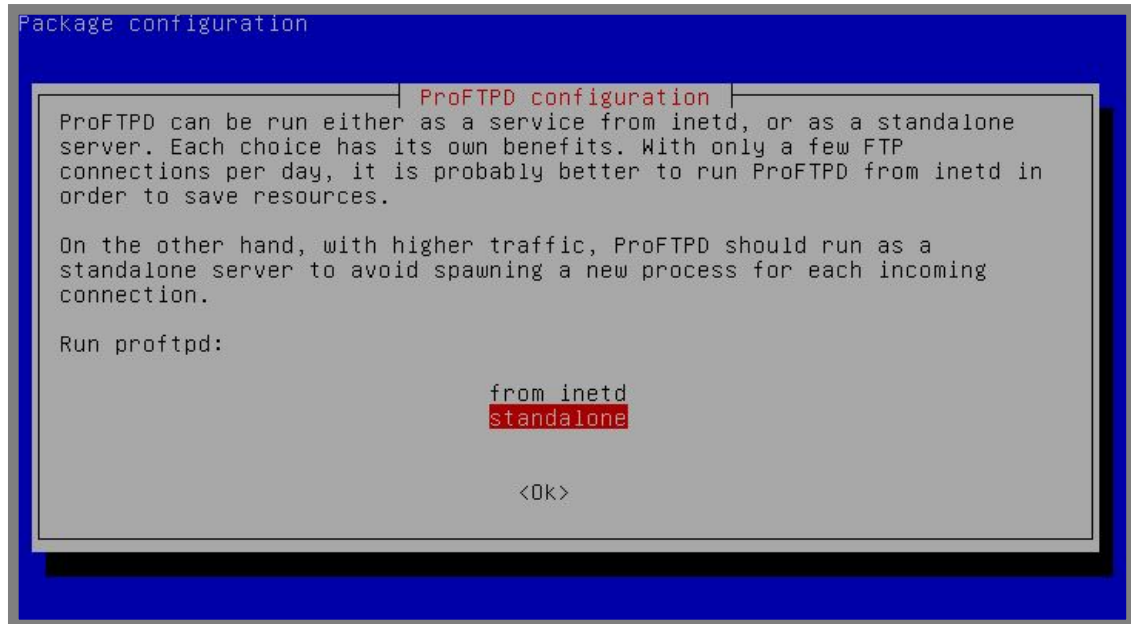 Package configuration
ProFTPD configuration
ProFTPD can be run either as a service from inetd, or as a standalone
server. Each choice has its own benefits. With only a few FTP
connections per day, it is probably better to run ProFTPD from inetd in
order to save resources.
On the other hand, with higher traffic, ProFTPD should run as a
standalone server to avoid spawning a new process for each incoming
connection.
Run proftpd:
from inetd
standalone
<Ok>